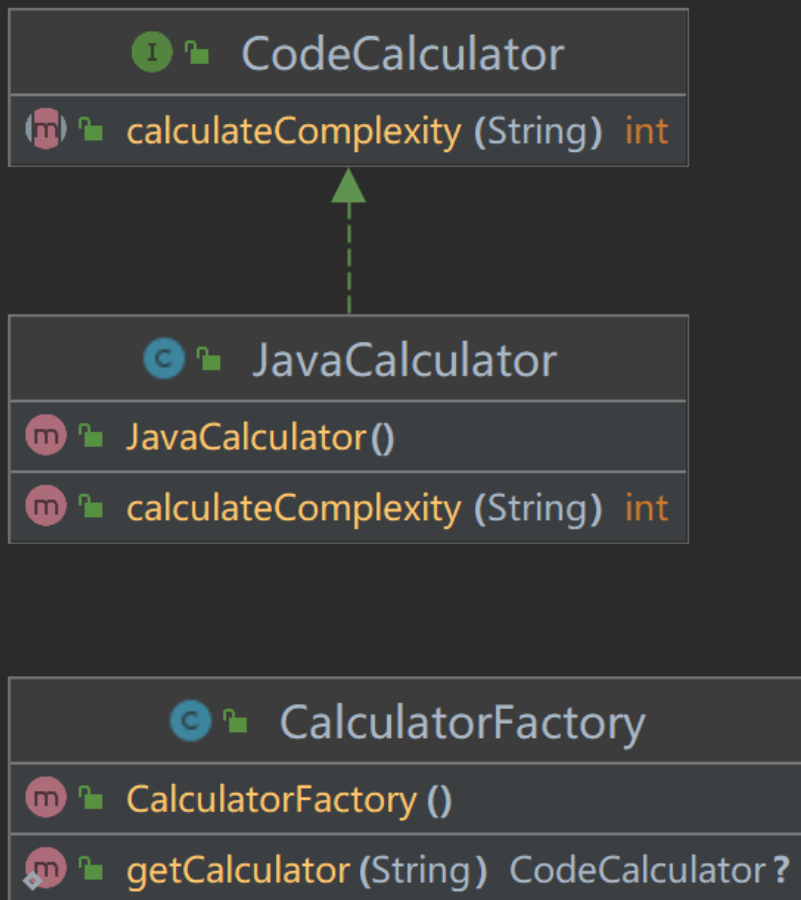 I CodeCalculator
m calculateComplexity (String) int
C JavaCalculator
m JavaCalculator()
m calculateComplexity (String) int
C CalculatorFactory
m CalculatorFactory ()
m getCalculator (String) CodeCalculator?